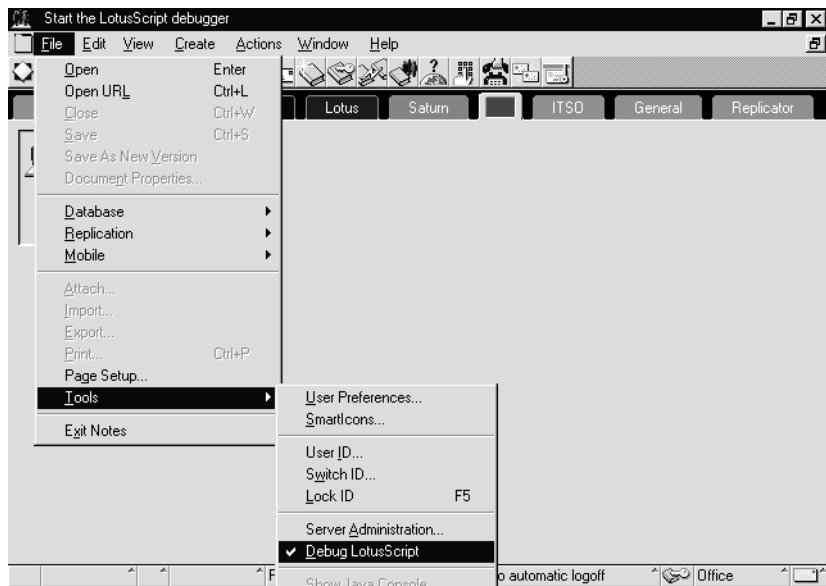 Start the LotusScript debugger
File Edit View Create Actions Window Help
Open Enter
Open URL Ctrl+L
Close Ctrl+W
Save Ctrl+S
Save As New Version
Document Properties...
Database
Replication
Mobile
Attach...
Import...
Export...
Print... Ctrl+P
Page Setup...
Tools
Exit Notes
Lotus Saturn ITSO General Replicator
User Preferences...
SmartIcons...
User ID...
Switch ID...
Lock ID F5
Server Administration...
Debug LotusScript
Show Java Console
o automatic logoff Office